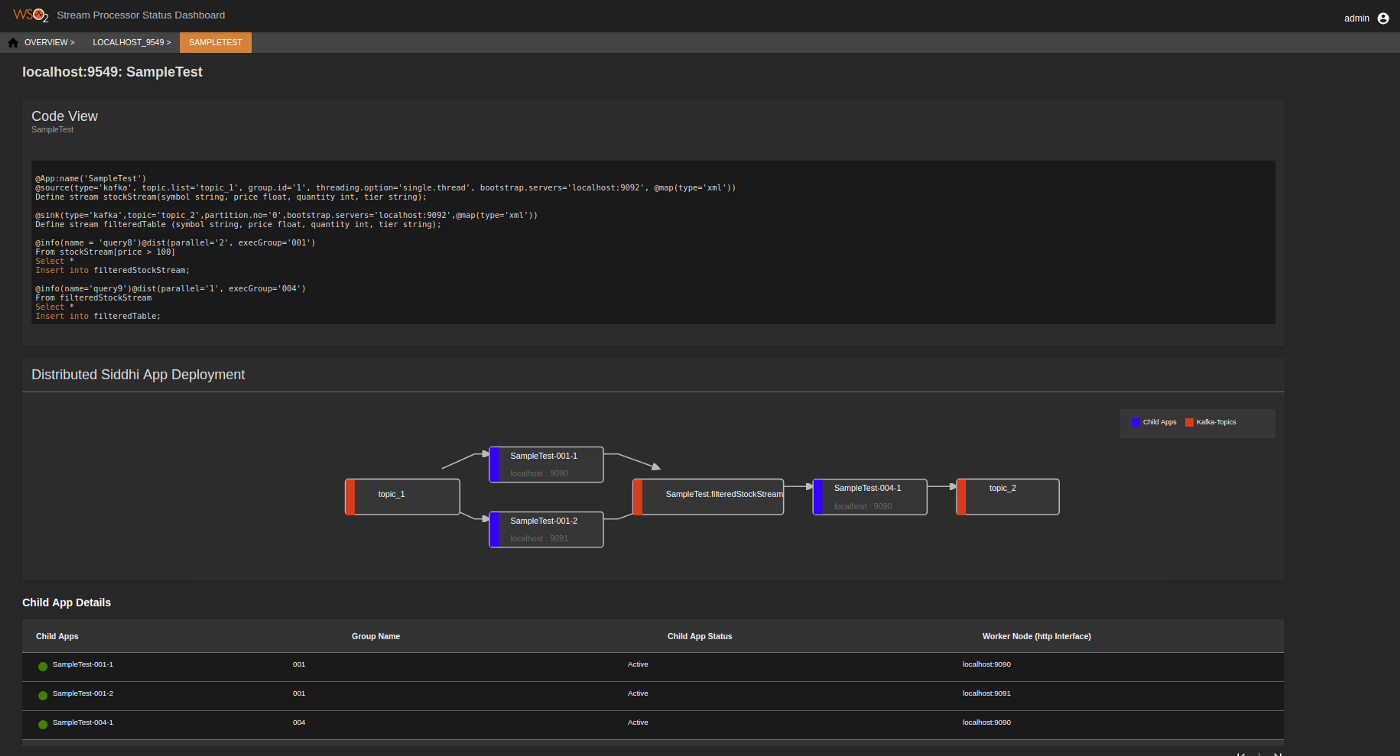 WSO2 Stream Processor Status Dashboard
admin
OVERVIEW > LOCALHOST_9549 > SAMPLETEST
localhost:9549: SampleTest
Code View
SampleTest
@App:name('SampleTest')
@source(type='kafka', topic.list='topic_1', group.id='1', threading.option='single.thread', bootstrap.servers='localhost:9092', @map(type='xml'))
Define stream stockStream(symbol string, price float, quantity int, tier string);
@sink(type='kafka',topic='topic_2',partition.no='0',bootstrap.servers='localhost:9092',@map(type='xml'))
Define stream filteredTable (symbol string, price float, quantity int, tier string);
@info(name = 'query8')@dist(parallel='2', execGroup='001')
From stockStream[price > 100]
Select *
Insert into filteredStockStream;
@info(name='query9')@dist(parallel='1', execGroup='004')
From filteredStockStream
Select *
Insert into filteredTable;
Distributed Siddhi App Deployment
Child Apps Kafka-Topics
topic_1
SampleTest-001-1
localhost : 9090
SampleTest-001-2
localhost : 9091
SampleTest.filteredStockStream
SampleTest-004-1
localhost : 9090
topic_2
Child App Details
Child Apps Group Name Child App Status Worker Node (http Interface)
SampleTest-001-1 001 Active localhost:9090
SampleTest-001-2 001 Active localhost:9091
SampleTest-004-1 004 Active localhost:9090